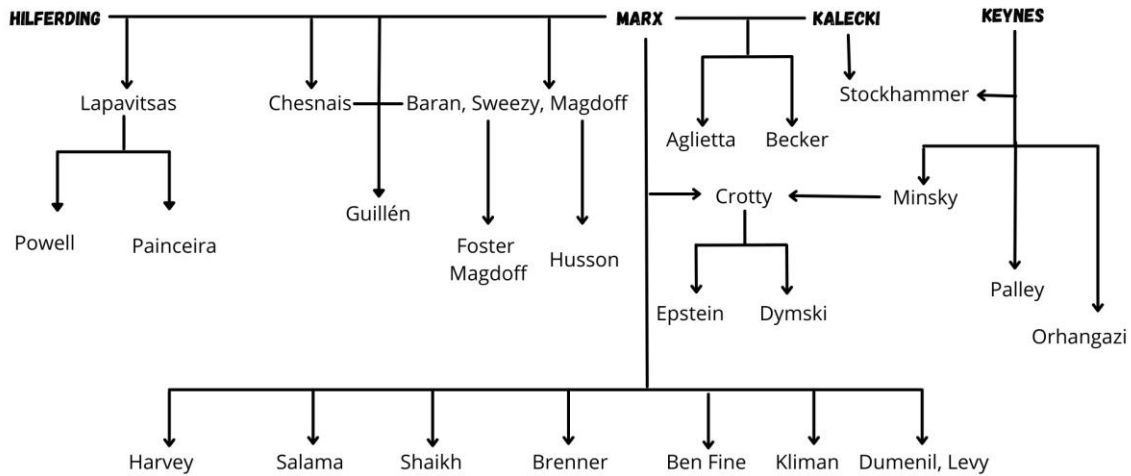 HILFERDING MARX KALECKI KEYNES
Lapavitsas Chesnais Baran, Sweezy, Magdoff Stockhammer
Aglietta Becker
Crotty Minsky
Guillén
Powell Painceira Foster
Magdoff Husson
Epstein Dymski Palley
Orhangazi
Harvey Salama Shaikh Brenner Ben Fine Kliman Dumenil, Levy